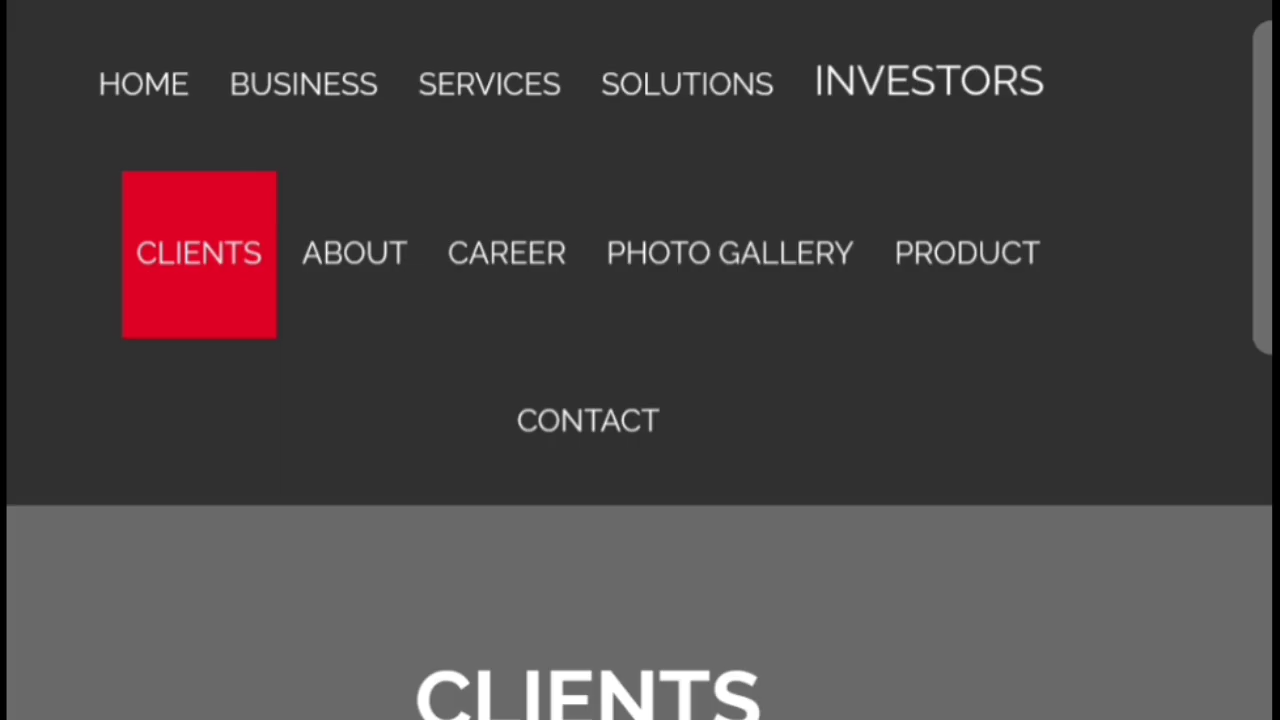 HOME BUSINESS SERVICES SOLUTIONS INVESTORS
CLIENTS ABOUT CAREER PHOTO GALLERY PRODUCT
CONTACT
CLIENTS